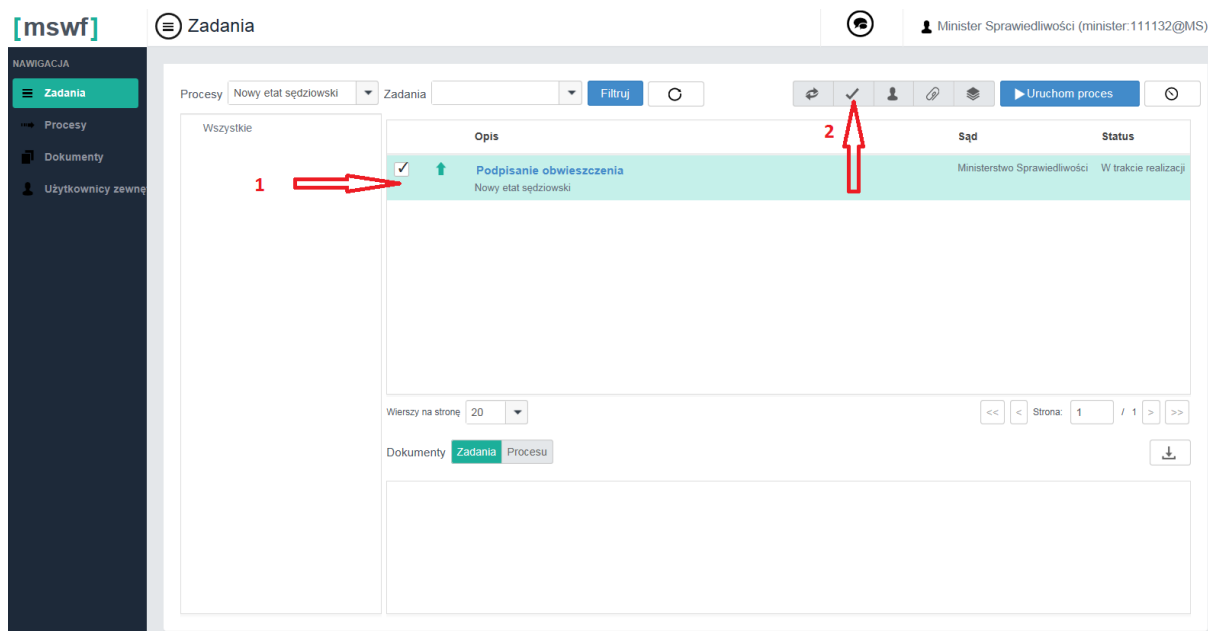 [mswf]
Zadania
Minister Sprawiedliwości (minister:111132@MS)
NAWIGACJA
Zadania
Procesy
Dokumenty
Użytkownicy zewnę
Procesy Nowy etat sędziowski Zadania Filtruj Uruchom proces
Wszystkie
2
Opis Sąd Status
1
Podpisanie obwieszczenia Ministerstwo Sprawiedliwości W trakcie realizacji
Nowy etat sędziowski
Wierszy na stronę 20 << < Strona: 1 / 1 > >>
Dokumenty Zadania Procesu